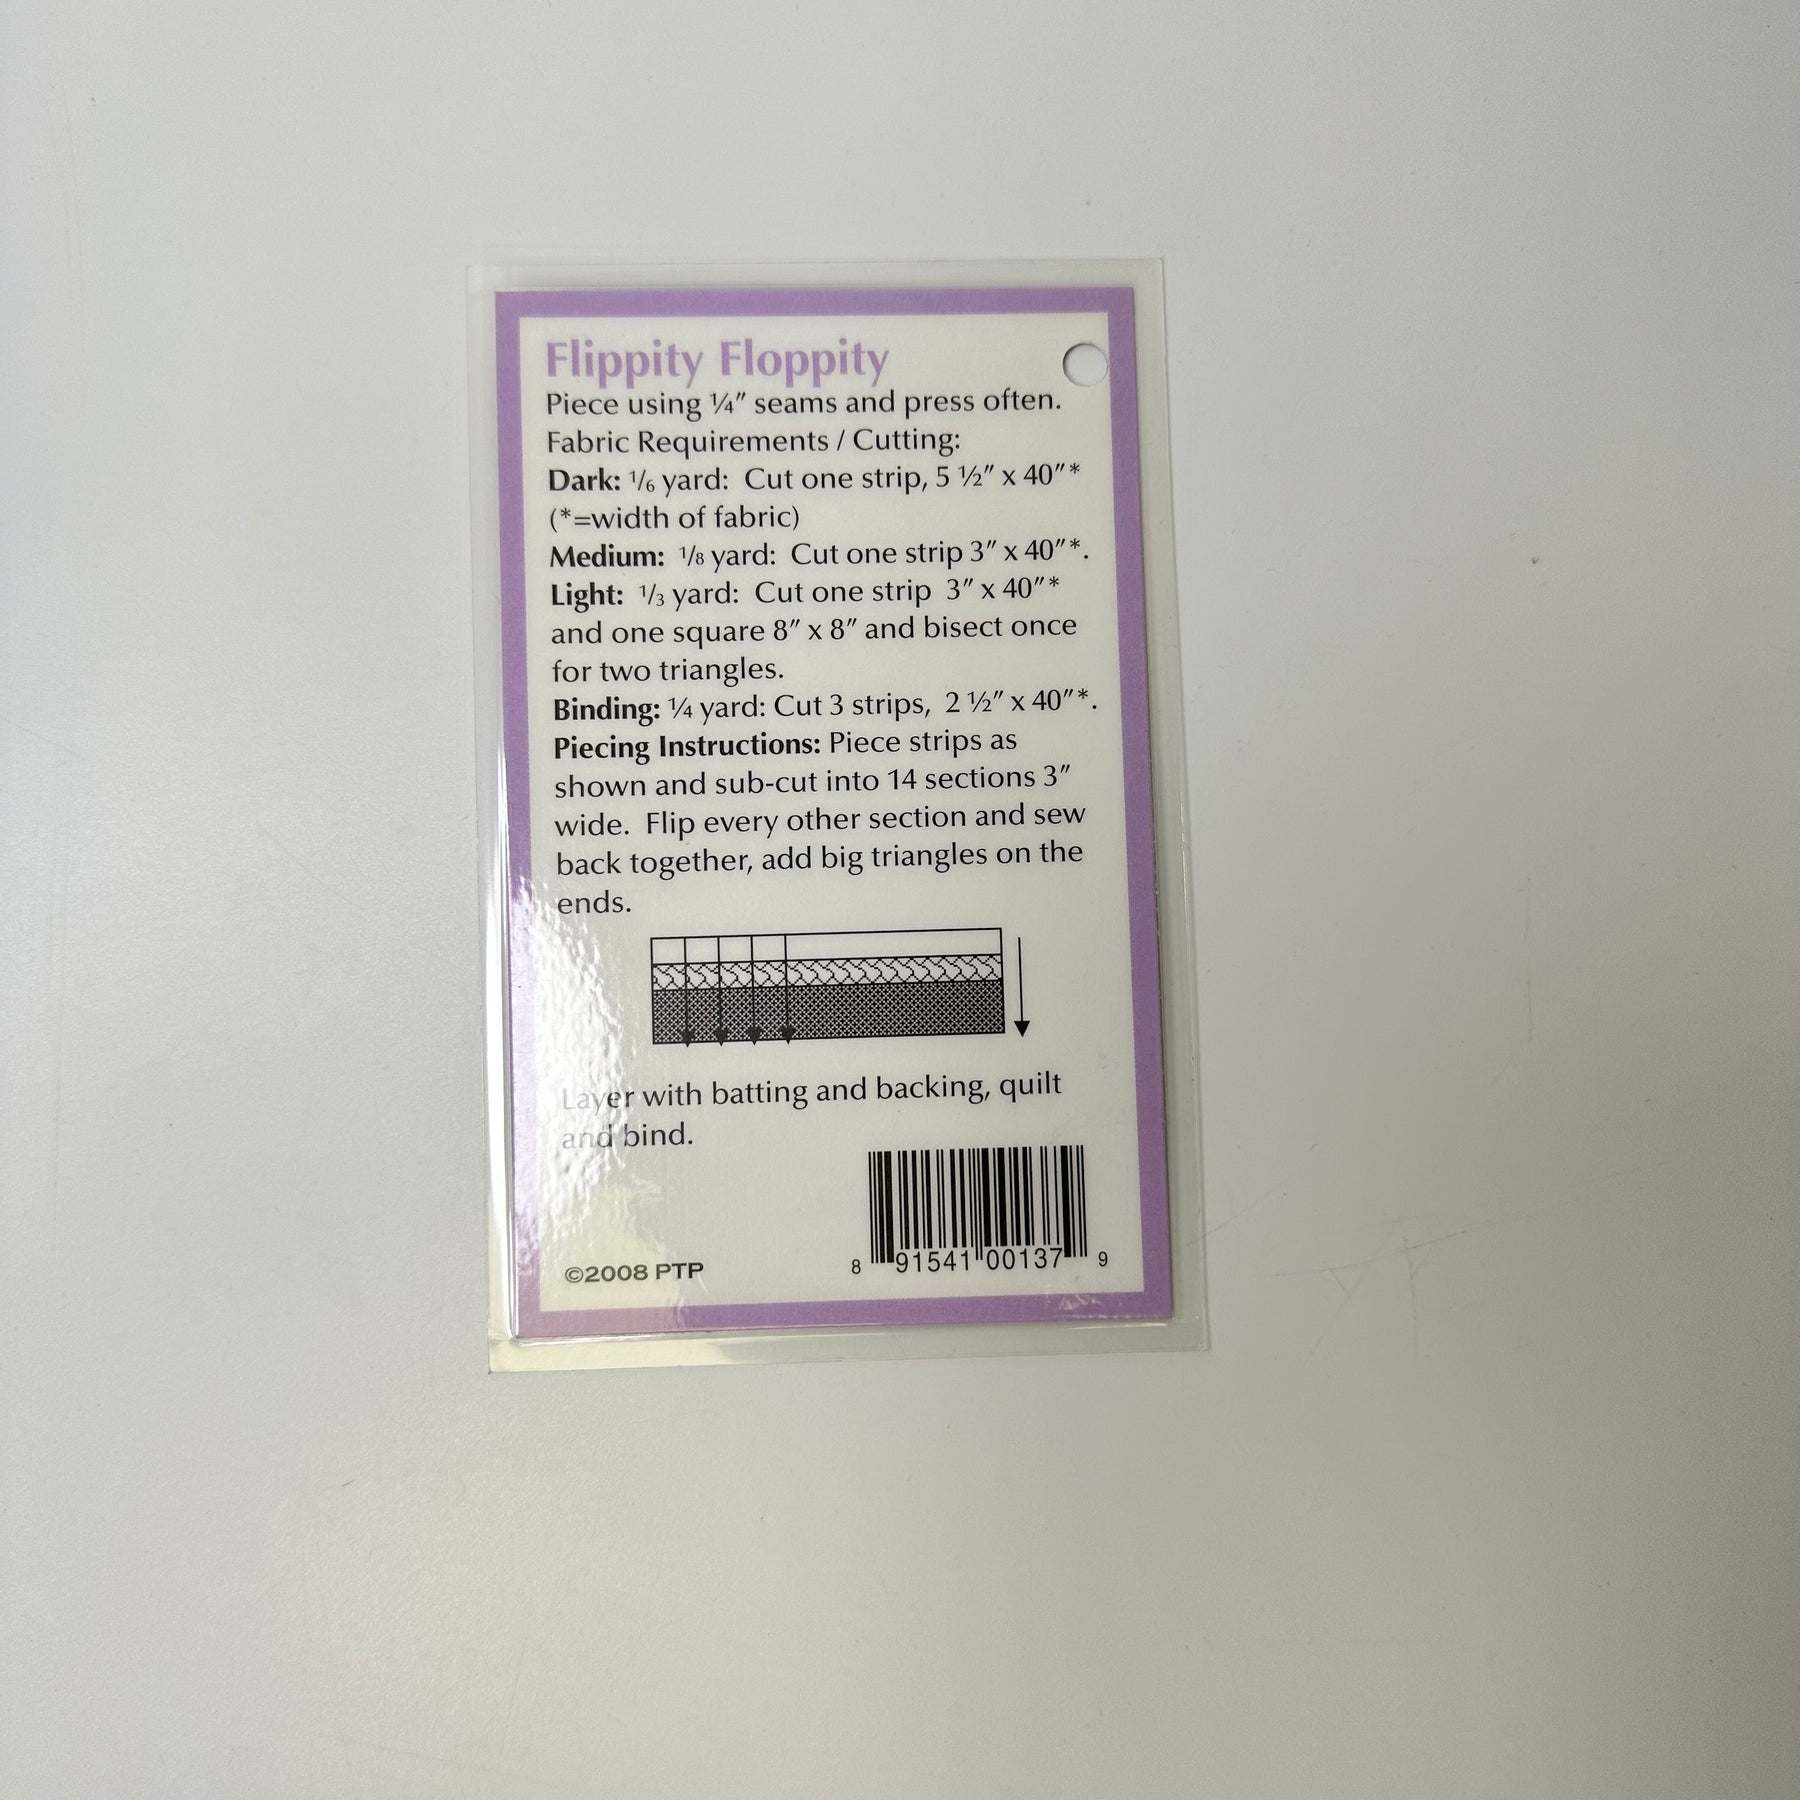 Flippity Floppity
Piece using ¼" seams and press often.
Fabric Requirements / Cutting:
Dark: 1/6 yard: Cut one strip, 5 ½" x 40"*
(*=width of fabric)
Medium: 1/8 yard: Cut one strip 3" x 40"*.
Light: 1/3 yard: Cut one strip 3" x 40"*
and one square 8" x 8" and bisect once
for two triangles.
Binding: ¼ yard: Cut 3 strips, 2 ½" x 40"*.
Piecing Instructions: Piece strips as
shown and sub-cut into 14 sections 3"
wide. Flip every other section and sew
back together, add big triangles on the
ends.
Layer with batting and backing, quilt
and bind.
8 91541 00137 9
©2008 PTP